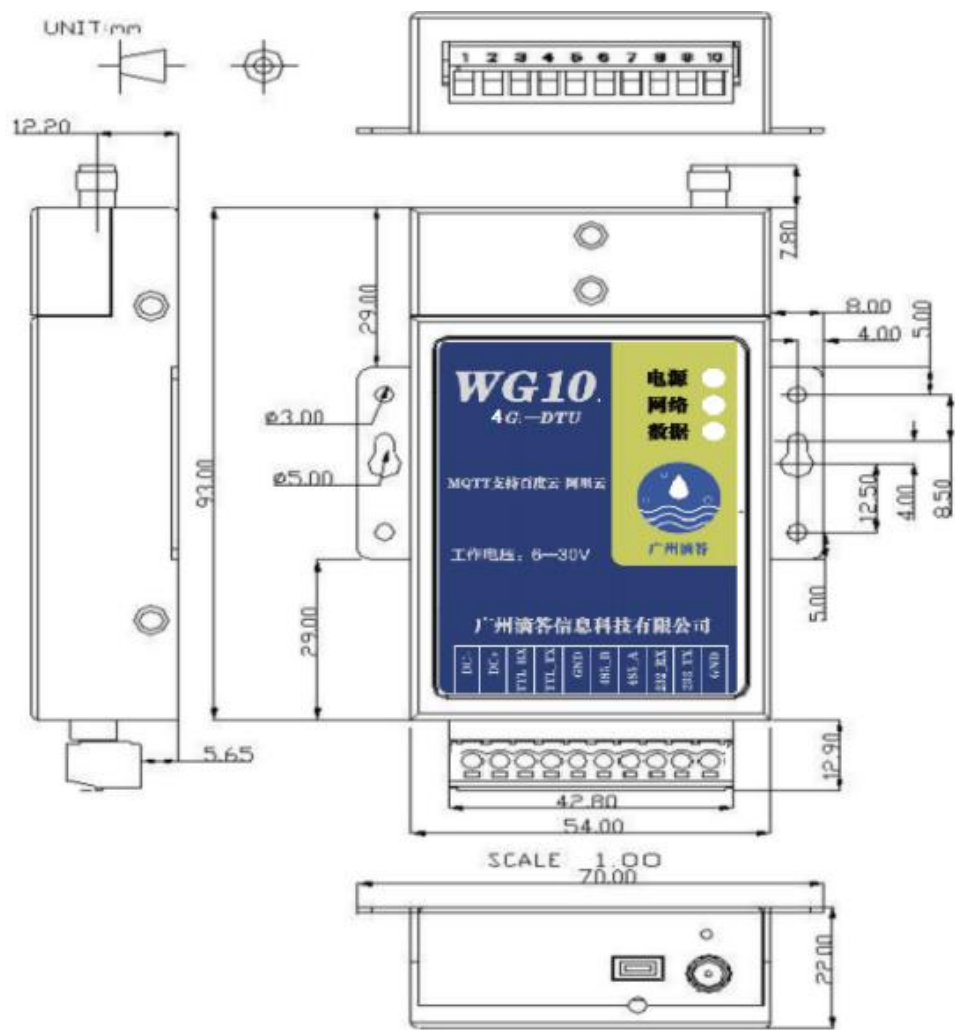 UNIT:mm
1 2 3 4 5 6 7 8 9 10
12.20
7.80
93.00
29.00
8.00
4.00
5.00
WG10
4G.—DTU
电源
网络
数据
ø3.00
ø5.00
MQTT支持百度云 阿里云
12.50
4.00
8.50
工作电压：6—30V
广州滴答
5.00
29.00
广州滴答信息科技有限公司
DC-
DC+
TTL_RX
TTL_TX
GND
485_B
485_A
232_RX
232_TX
GND
5.65
12.90
42.80
54.00
SCALE 1.00
70.00
22.00